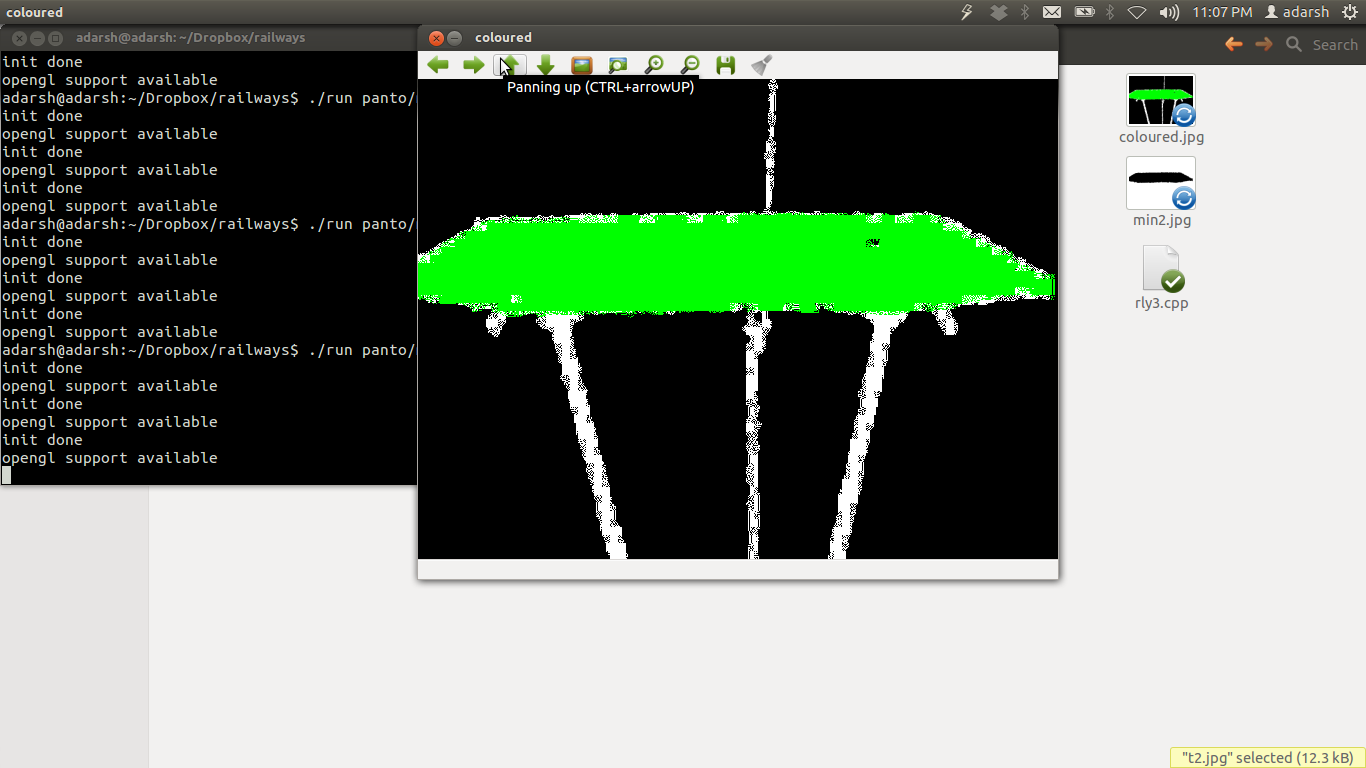 coloured
11:07 PM
adarsh
adarsh@adarsh: ~/Dropbox/railways
init done
opengl support available
adarsh@adarsh:~/Dropbox/railways$ ./run panto/
init done
opengl support available
init done
opengl support available
init done
opengl support available
adarsh@adarsh:~/Dropbox/railways$ ./run panto/
init done
opengl support available
init done
opengl support available
init done
opengl support available
adarsh@adarsh:~/Dropbox/railways$ ./run panto/
init done
opengl support available
init done
opengl support available
init done
opengl support available
coloured
Panning up (CTRL+arrowUP)
Search
coloured.jpg
min2.jpg
rly3.cpp
"t2.jpg" selected (12.3 kB)